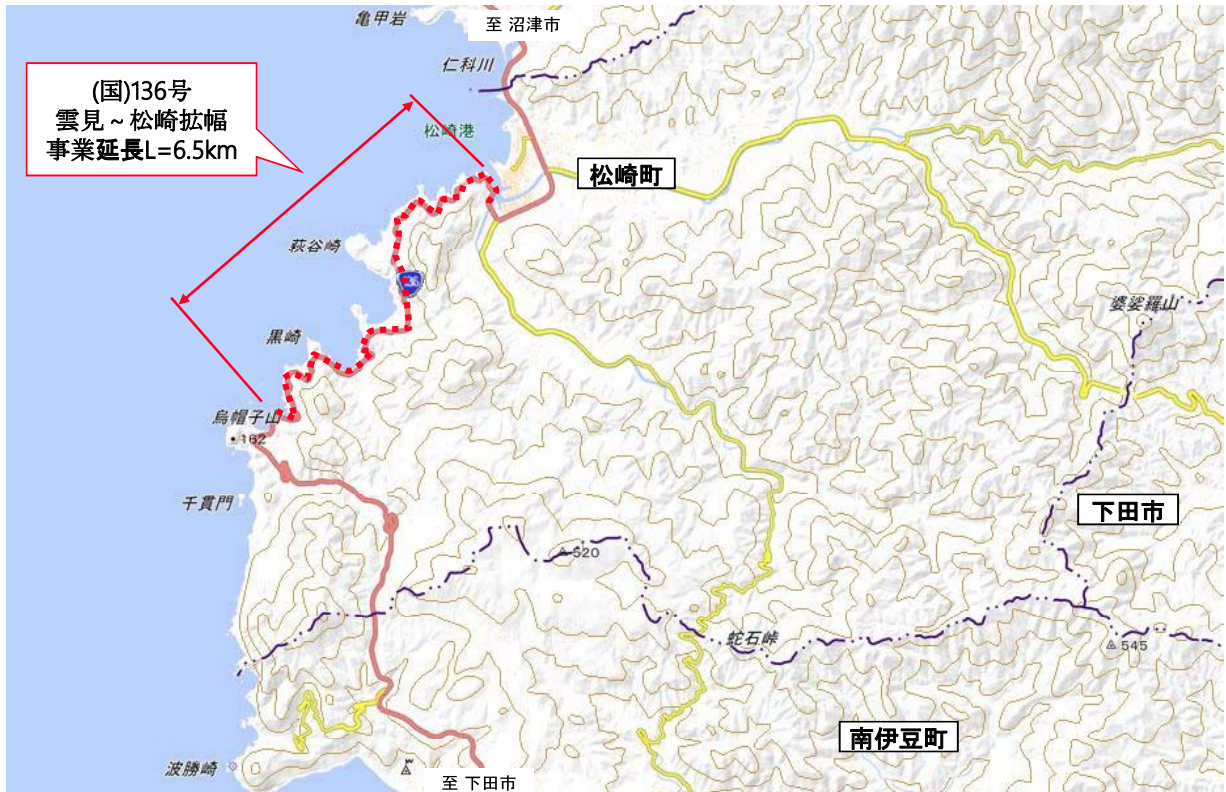 亀甲岩
至 沼津市
仁科川
(国)136号
雲見～松崎拡幅
事業延長L=6.5km
松崎港
松崎町
萩谷崎
136
婆娑羅山
黒崎
烏帽子山
162
千貫門
下田市
520
蛇石峠
545
南伊豆町
波勝崎
至 下田市